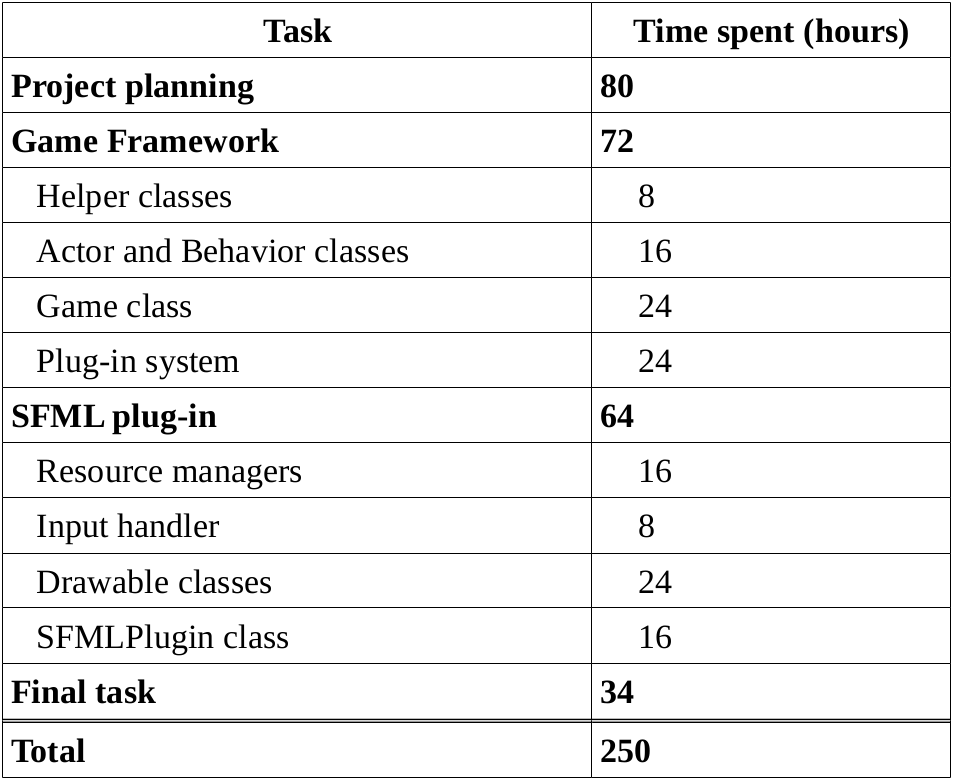 Task Time spent (hours)
Project planning 80
Game Framework 72
Helper classes 8
Actor and Behavior classes 16
Game class 24
Plug-in system 24
SFML plug-in 64
Resource managers 16
Input handler 8
Drawable classes 24
SFMLPlugin class 16
Final task 34
Total 250